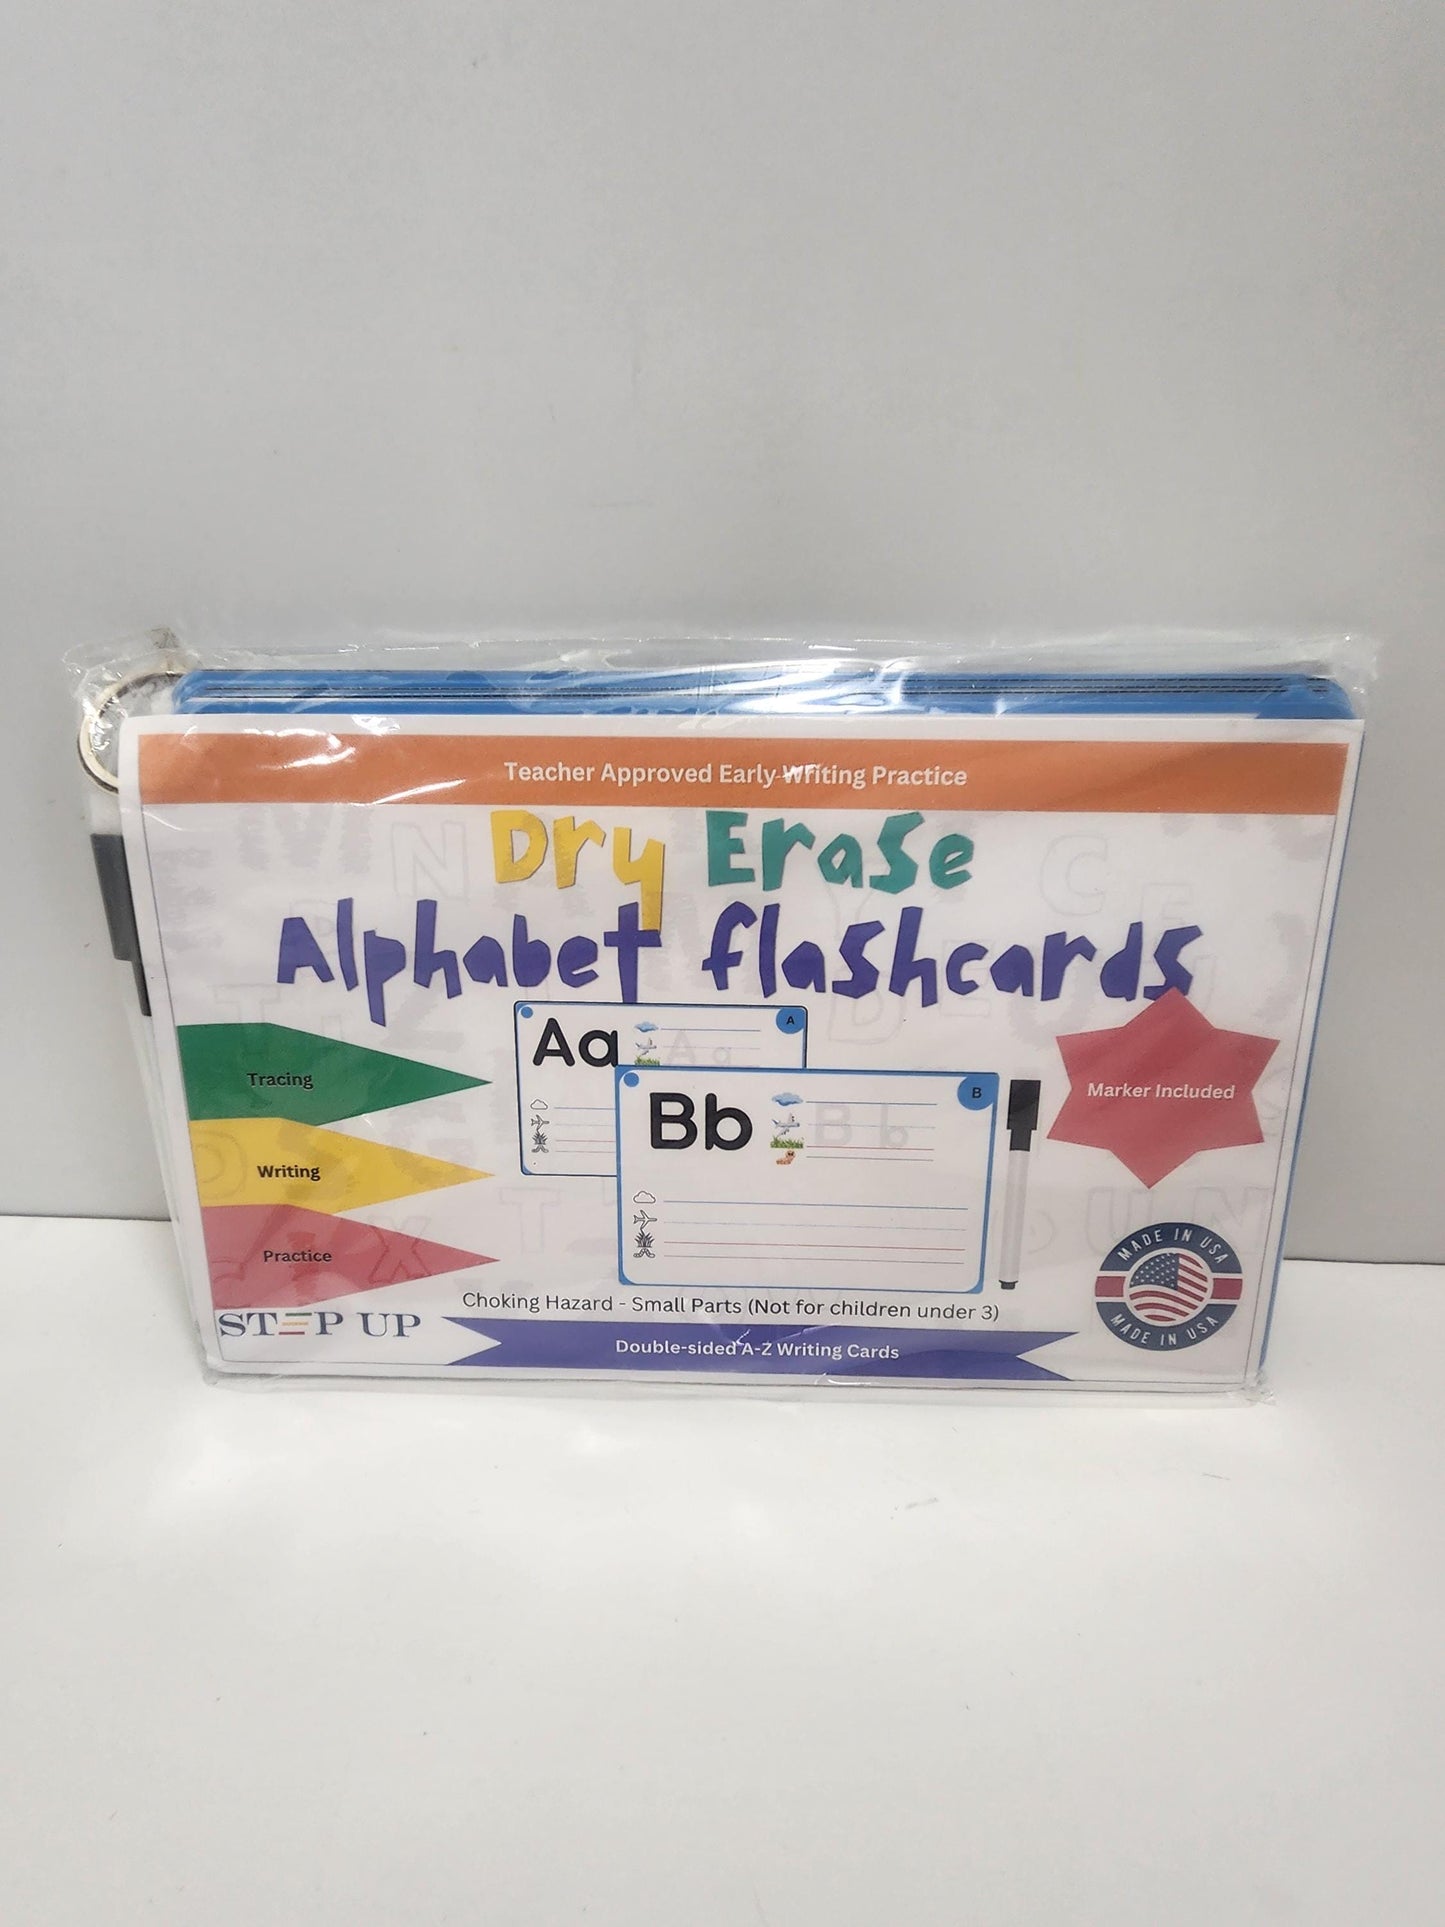 Teacher Approved Early Writing Practice
Dry Erase
Alphabet flashcards
Aa
A a
A
Bb
B b
B
Tracing
Writing
Practice
Marker Included
MADE IN USA
MADE IN USA
Choking Hazard - Small Parts (Not for children under 3)
STEP UP
Double-sided A-Z Writing Cards